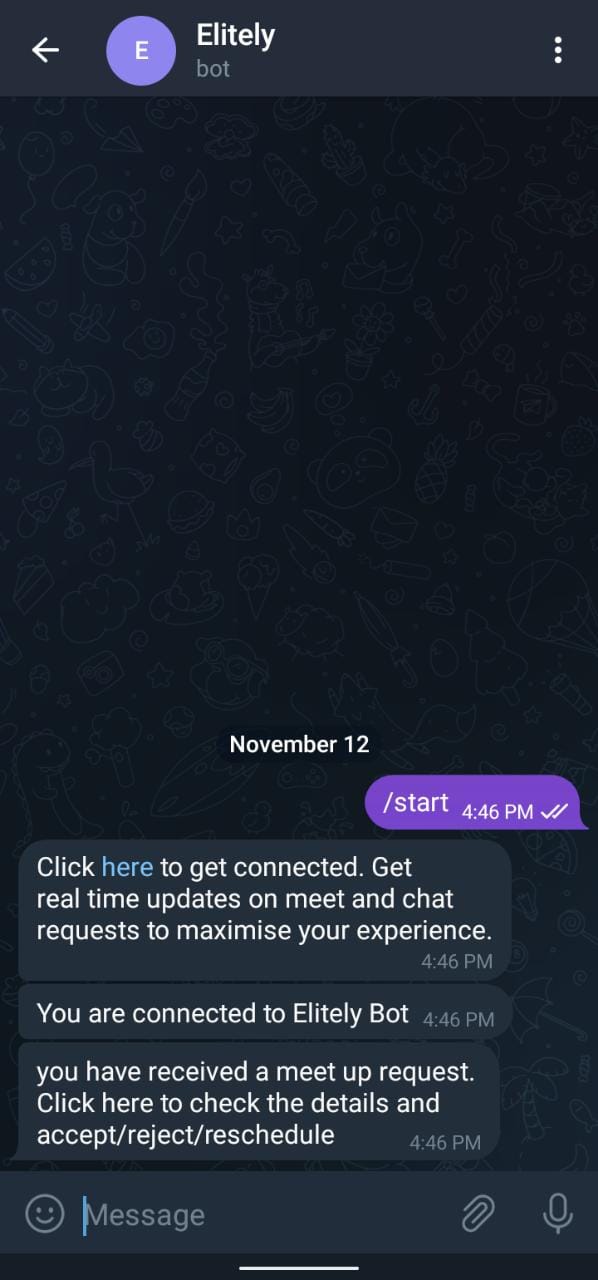 E
Elitely
bot
November 12
/start 4:46 PM
Click here to get connected. Get
real time updates on meet and chat
requests to maximise your experience.
4:46 PM
You are connected to Elitely Bot 4:46 PM
you have received a meet up request.
Click here to check the details and
accept/reject/reschedule 4:46 PM
Message